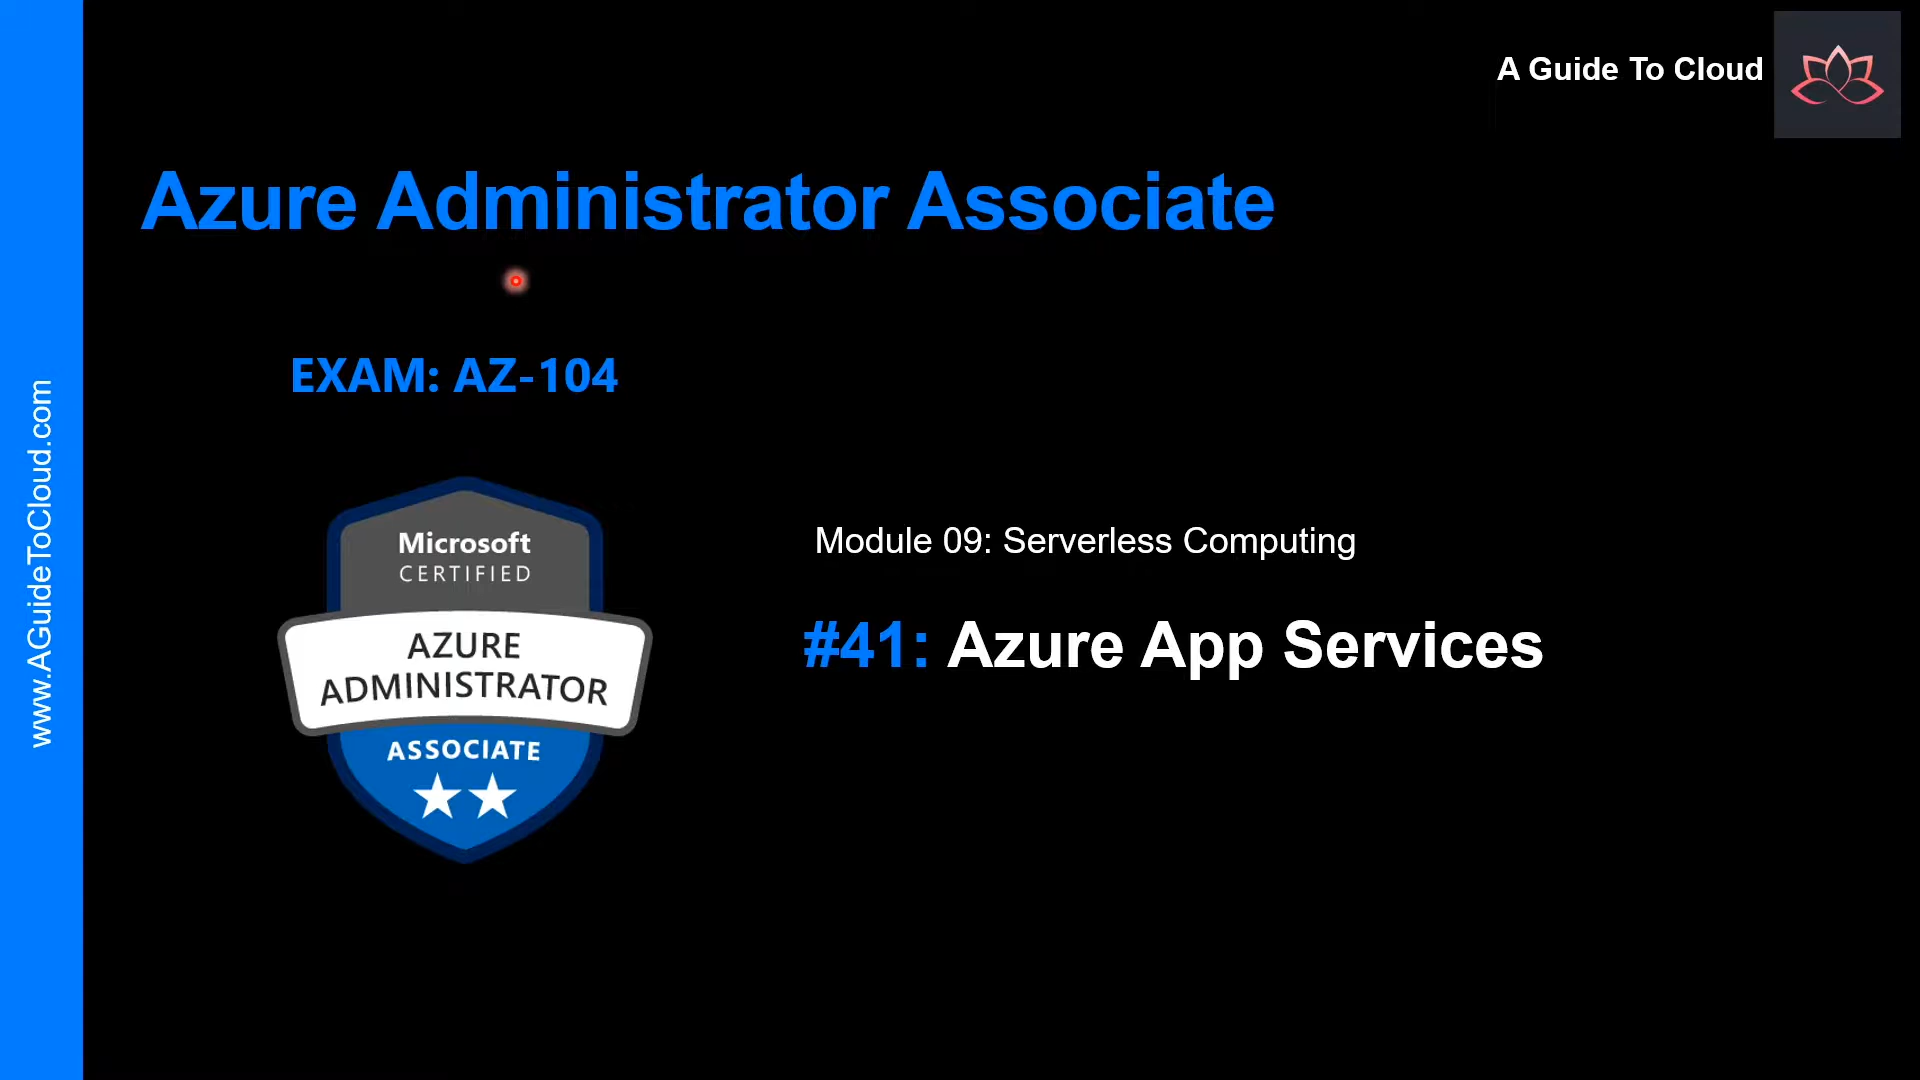 A Guide To Cloud
Azure Administrator Associate
EXAM: AZ-104
Microsoft
CERTIFIED
AZURE
ADMINISTRATOR
ASSOCIATE
Module 09: Serverless Computing
#41: Azure App Services
www.AGuideToCloud.com